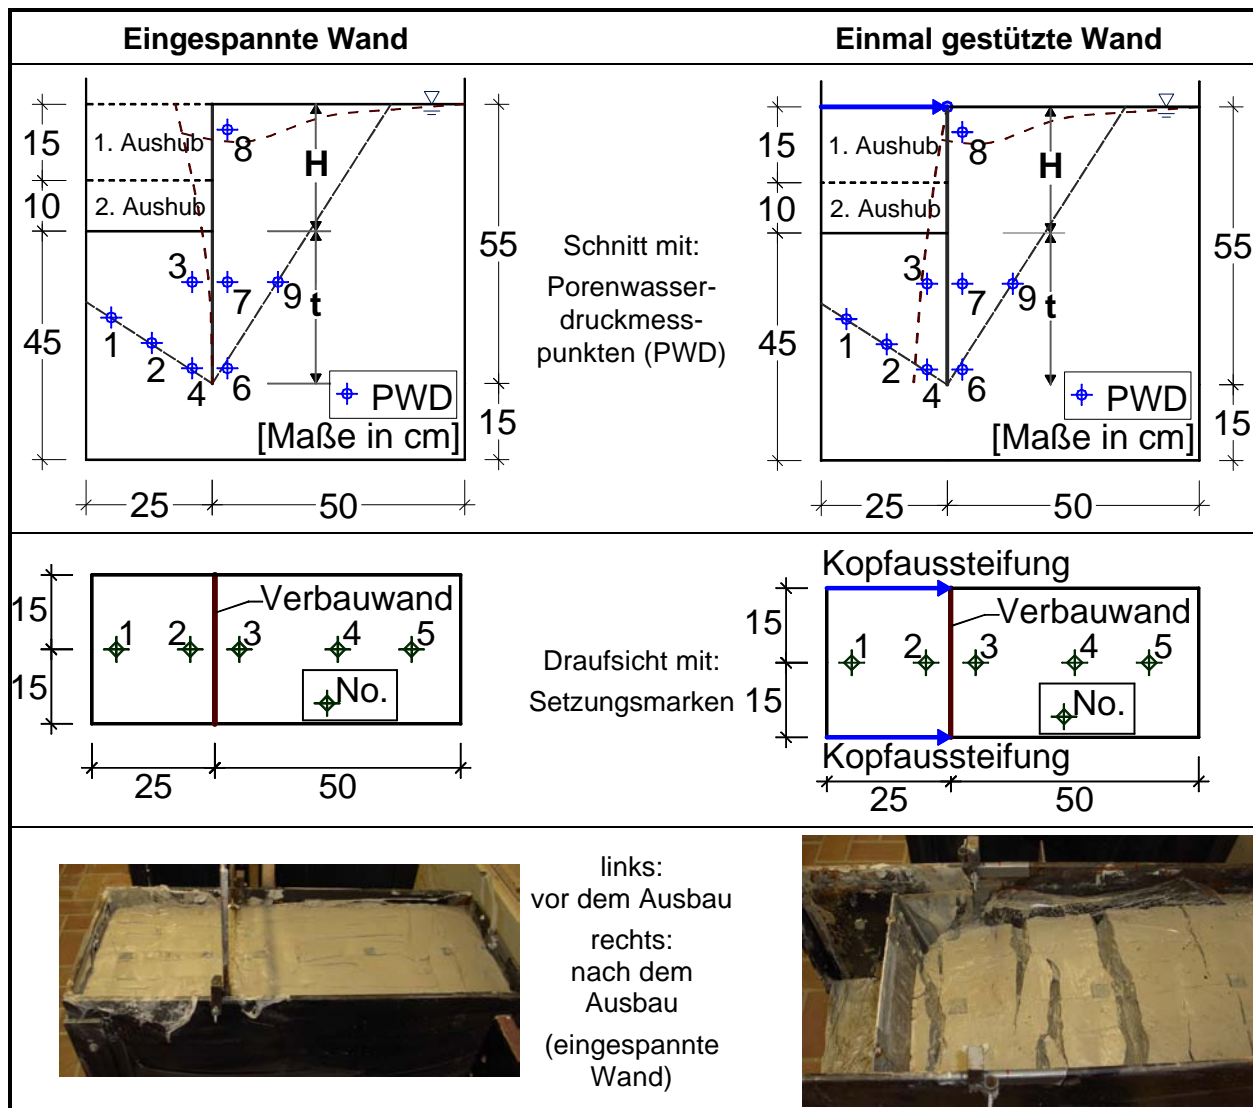 Eingespannte Wand
Einmal gestützte Wand
15
10
45
1. Aushub
2. Aushub
8
H
3
7
9
t
1
2
4
6
PWD
[Maße in cm]
55
15
25
50
Schnitt mit:
Porenwasser-
druckmess-
punkten (PWD)
15
10
45
1. Aushub
2. Aushub
8
H
3
7
9
t
1
2
4
6
PWD
[Maße in cm]
55
15
25
50
15
15
Verbauwand
1
2
3
4
5
No.
25
50
Draufsicht mit:
Setzungsmarken
Kopfaussteifung
15
15
Verbauwand
1
2
3
4
5
No.
Kopfaussteifung
25
50
links:
vor dem Ausbau
rechts:
nach dem
Ausbau
(eingespannte
Wand)